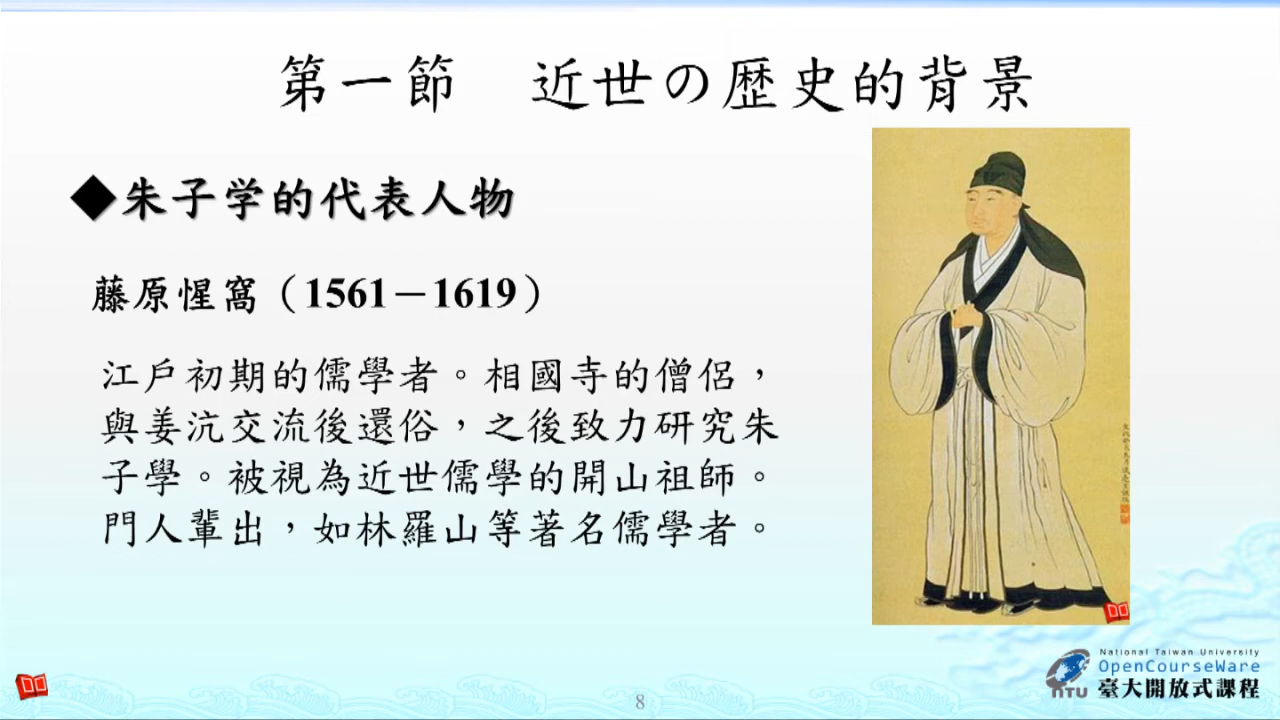 第一節　近世の歴史的背景
◆朱子学的代表人物
藤原惺窩（1561－1619）
江戶初期的儒學者。相國寺的僧侶，
與姜沆交流後還俗，之後致力研究朱
子學。被視為近世儒學的開山祖師。
門人輩出，如林羅山等著名儒學者。
National Taiwan University
OpenCourseWare
NTU 臺大開放式課程
8